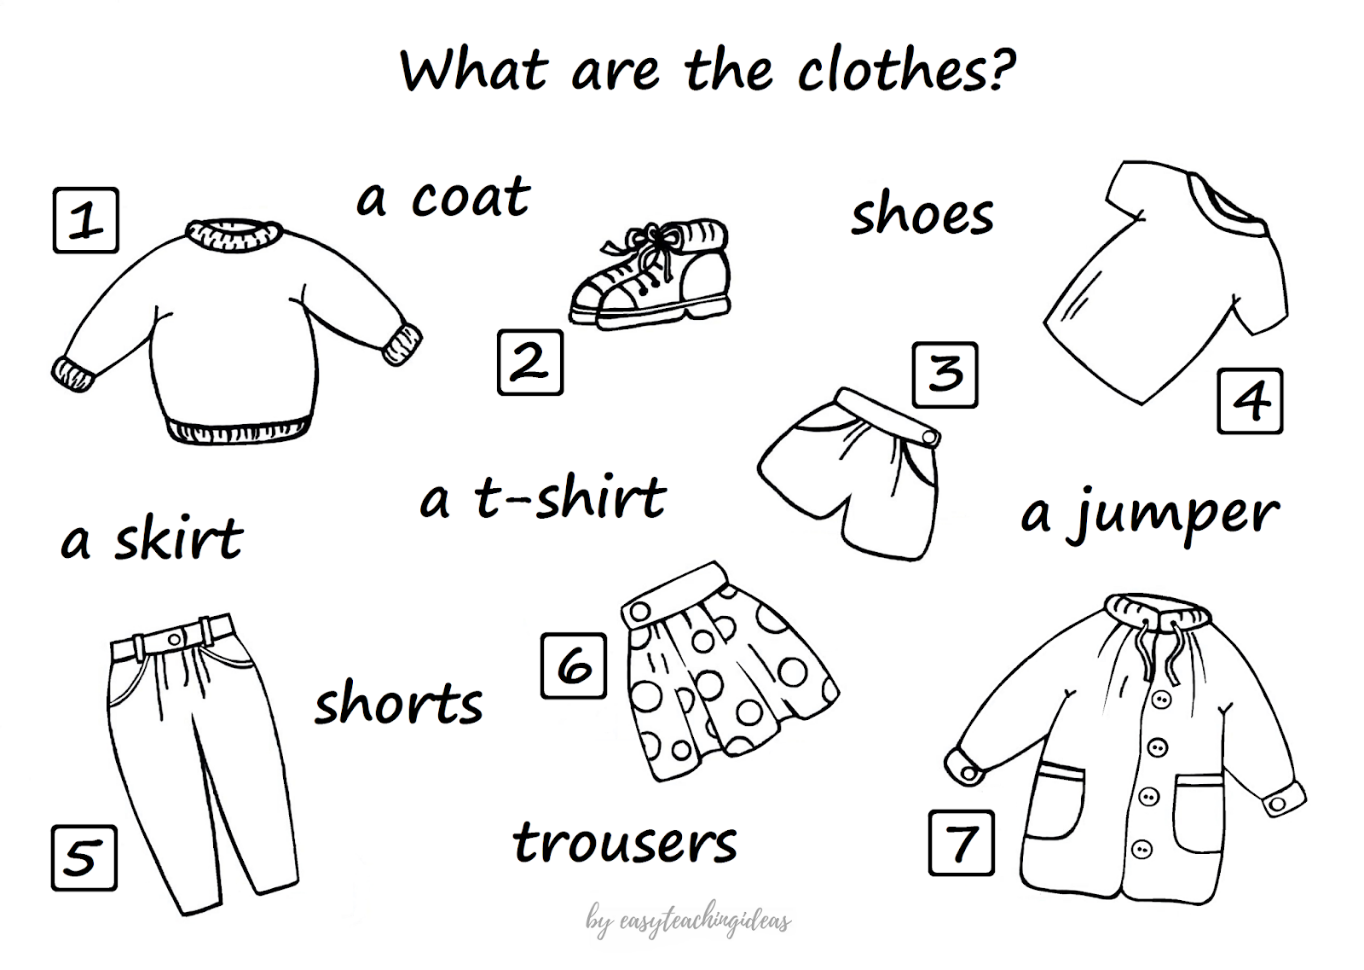 What are the clothes?
1
a coat
shoes
2
3
4
a skirt
a t-shirt
a jumper
shorts
6
5
trousers
7
by easyteachingideas